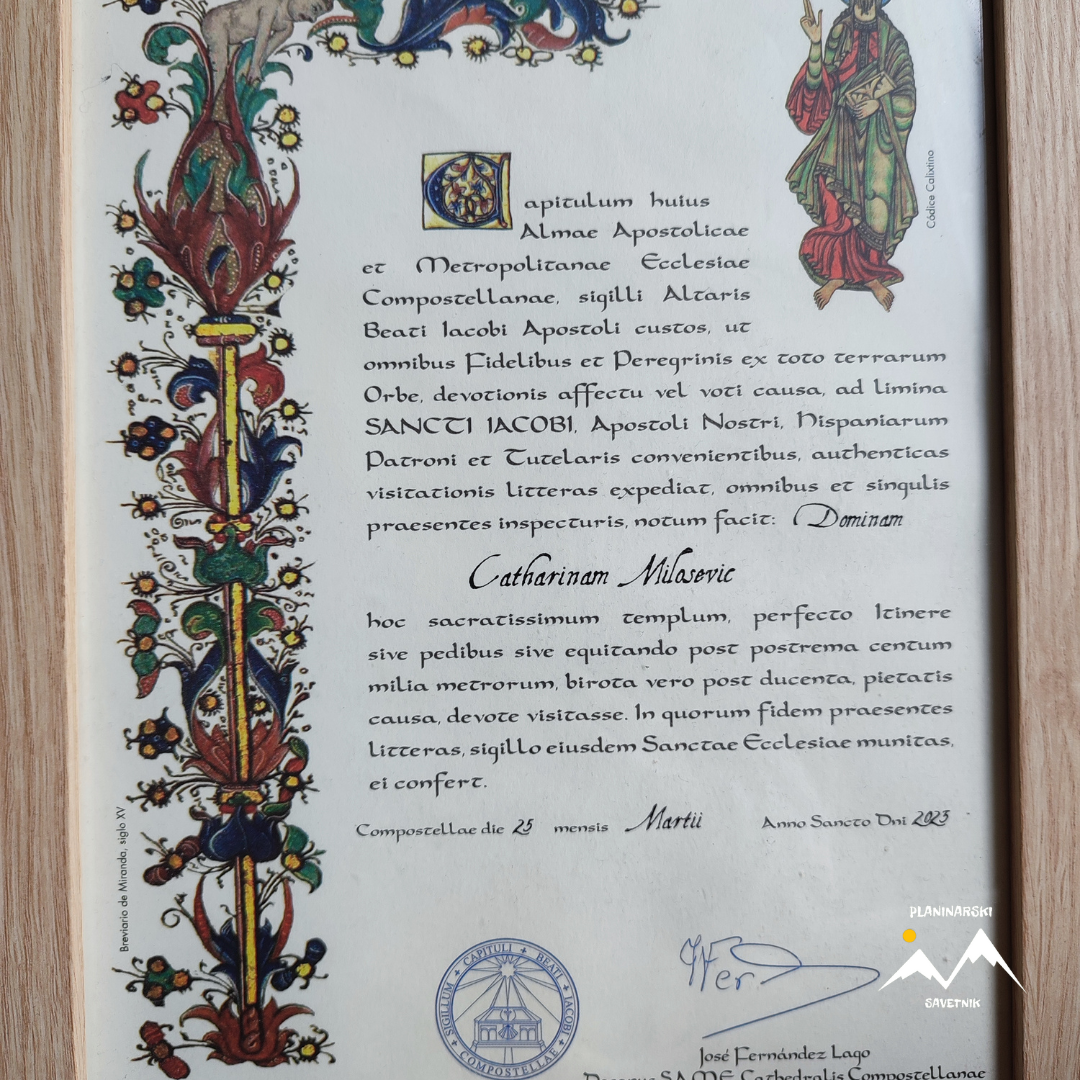 Códice Calixtino
Capitulum huius
Almae Apostolicae
et Metropolitanae Ecclesiae
Compostellanae, sigilli Altaris
Beati Iacobi Apostoli custos, ut
omnibus Fidelibus et Peregrinis ex toto terrarum
Orbe, devotionis affectu vel voti causa, ad limina
SANCTI IACOBI, Apostoli Nostri, Hispaniarum
Patroni et Tutelaris convenientibus, authenticas
visitationis litteras expediat, omnibus et singulis
praesentes inspecturis, notum facit: Dominam
Catharinam Milosevic
hoc sacratissimum templum, perfecto Itinere
sive pedibus sive equitando post postrema centum
milia metrorum, birota vero post ducenta, pietatis
causa, devote visitasse. In quorum fidem praesentes
litteras, sigillo eiusdem Sanctae Ecclesiae munitas,
ei confert.
Compostellae die 25 mensis Martii Anno Sancto Dni 2023
Breviario de Miranda, siglo XV
SIGILLUM + CAPITULI + BEATI + IACOBI + COMPOSTELLAE +
José Fernández Lago
Decanus S.A.M.E. Cathedralis Compostellanae
PLANINARSKI
SAVETNIK